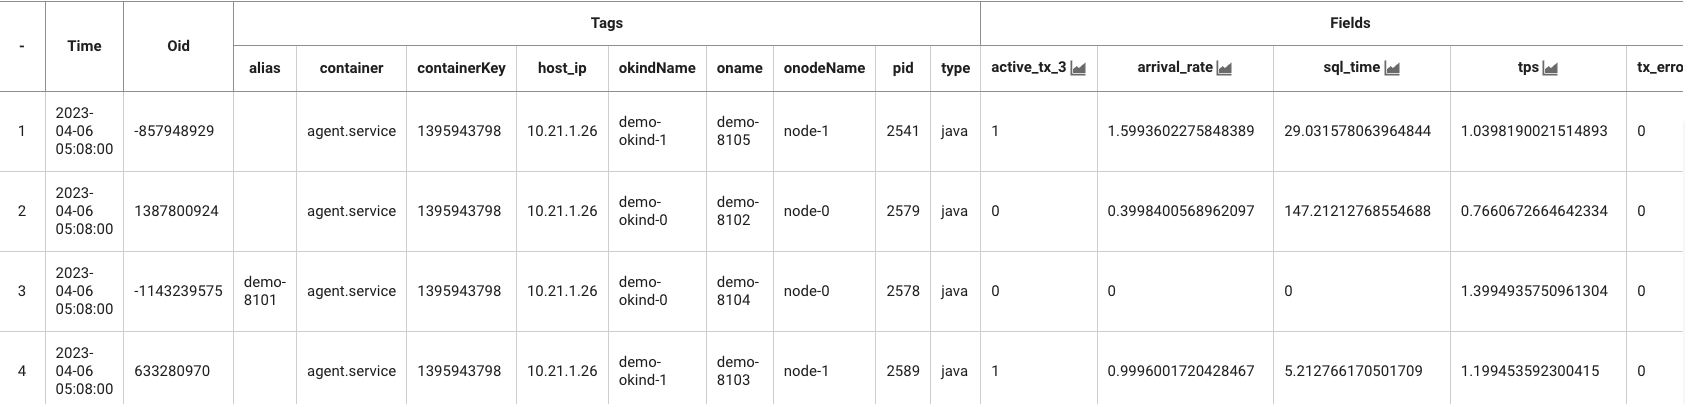 Tags Fields
- Time Oid
alias container containerKey host_ip okindName oname onodeName pid type active_tx_3 arrival_rate sql_time tps tx_erro
2023-
demo- demo-
1 04-06 -857948929 agent.service 1395943798 10.21.1.26 node-1 2541 java 1 1.5993602275848389 29.031578063964844 1.0398190021514893 0
okind-1 8105
05:08:00
2023-
demo- demo-
2 04-06 1387800924 agent.service 1395943798 10.21.1.26 node-0 2579 java 0 0.3998400568962097 147.21212768554688 0.7660672664642334 0
okind-0 8102
05:08:00
2023-
demo- demo- demo-
3 04-06 -1143239575 agent.service 1395943798 10.21.1.26 node-0 2578 java 0 0 0 1.3994935750961304 0
8101 okind-0 8104
05:08:00
2023-
demo- demo-
4 04-06 633280970 agent.service 1395943798 10.21.1.26 node-1 2589 java 1 0.9996001720428467 5.212766170501709 1.199453592300415 0
okind-1 8103
05:08:00